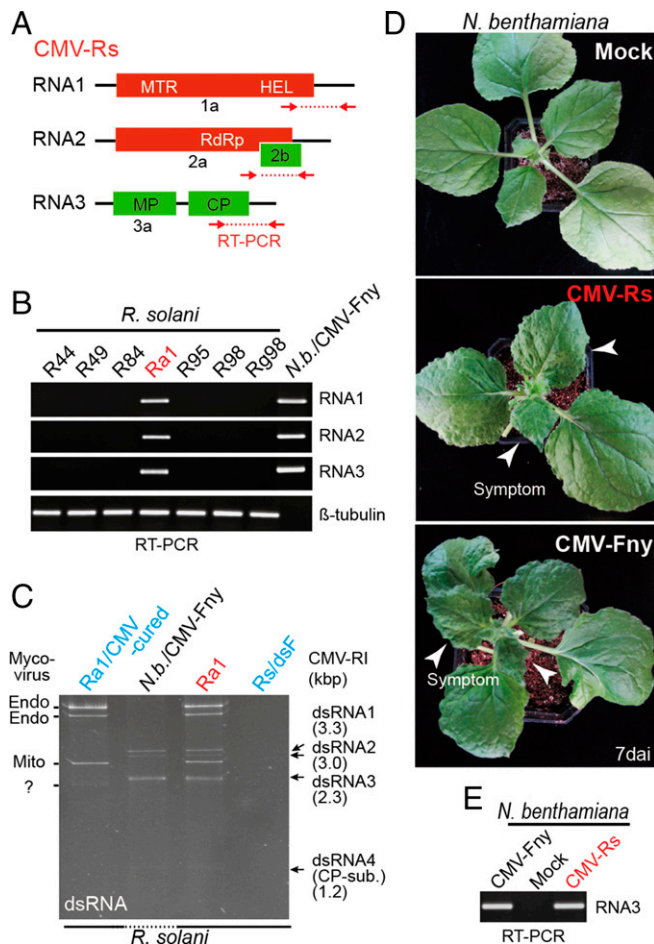 A
CMV-Rs
RNA1
MTR
HEL
1a
RNA2
RdRp
2b
2a
RNA3
MP
CP
3a
RT-PCR
B
R. solani
R44
R49
R84
Ra1
R95
R98
Rg98
N.b./CMV-Fny
RNA1
RNA2
RNA3
ß-tubulin
RT-PCR
C
Myco-
virus
Ra1/CMV
-cured
N.b./CMV-Fny
Ra1
Rs/dsF
CMV-RI
(kbp)
Endo
Endo
Mito
?
dsRNA1
(3.3)
dsRNA2
(3.0)
dsRNA3
(2.3)
dsRNA4
(CP-sub.)
(1.2)
dsRNA
R. solani
D
N. benthamiana
Mock
CMV-Rs
Symptom
CMV-Fny
Symptom
7dai
E
N. benthamiana
CMV-Fny
Mock
CMV-Rs
RNA3
RT-PCR